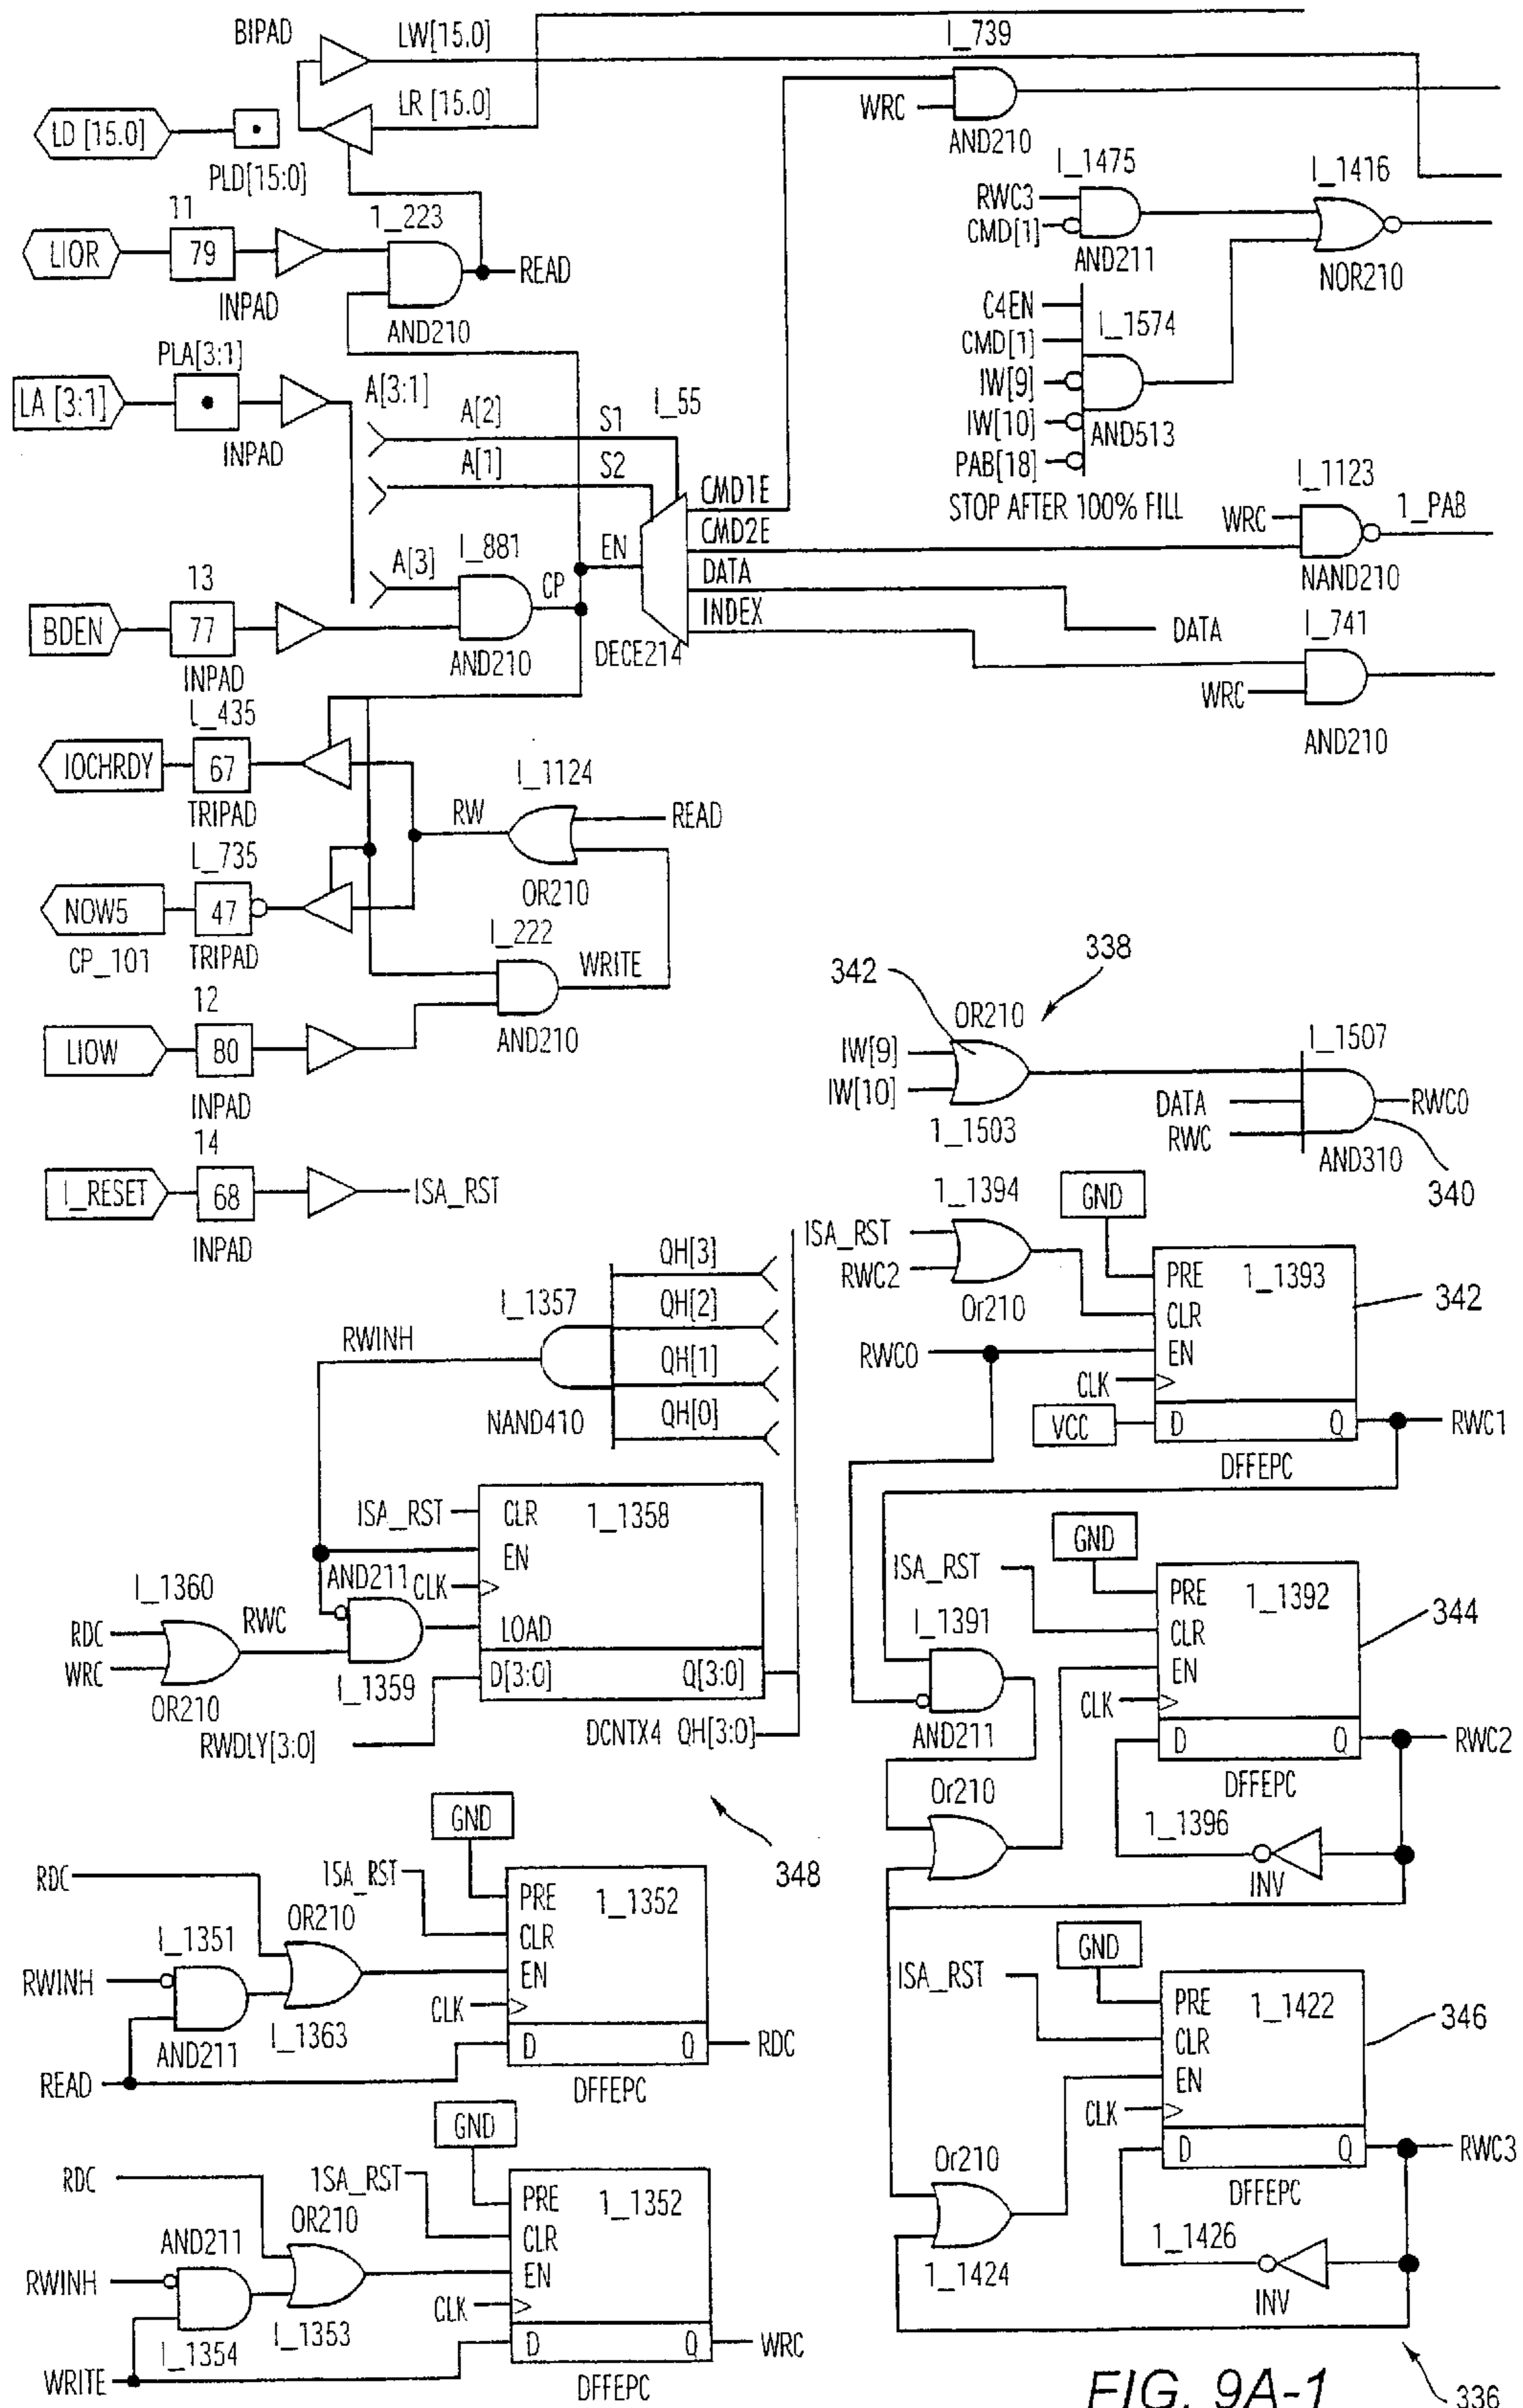 BIPAD
LW[15.0]
I_739
LR [15.0]
WRC
AND210
LD [15.0]
PLD[15:0]
I_1475
I_1416
RWC3
CMD[1]
AND211
NOR210
11
1_223
LIOR
79
READ
INPAD
AND210
C4EN
I_1574
CMD[1]
IW[9]
IW[10]
AND513
PAB[18]
STOP AFTER 100% FILL
PLA[3:1]
LA [3:1]
A[3:1]
INPAD
A[2]
S1
I_55
A[1]
S2
CMD1E
CMD2E
DATA
INDEX
EN
I_1123
WRC
1_PAB
NAND210
13
A[3]
I_881
CP
BDEN
77
INPAD
AND210
DECE214
DATA
I_741
WRC
AND210
L_435
IOCHRDY
67
TRIPAD
I_1124
RW
READ
OR210
L_735
NOW5
47
CP_101
TRIPAD
I_222
WRITE
AND210
12
LIOW
80
INPAD
14
I_RESET
68
ISA_RST
INPAD
342
338
OR210
IW[9]
IW[10]
1_1503
I_1507
DATA
RWC
RWC0
AND310
340
1_1394
GND
ISA_RST
RWC2
Or210
PRE
1_1393
CLR
342
RWC0
EN
CLK
VCC
D
Q
RWC1
DFFEPC
QH[3]
QH[2]
QH[1]
QH[0]
I_1357
RWINH
NAND410
ISA_RST
CLR
1_1358
EN
AND211
CLK
I_1360
RDC
WRC
RWC
OR210
LOAD
I_1359
D[3:0]
Q[3:0]
RWDLY[3:0]
DCNTX4
QH[3:0]
348
GND
ISA_RST
PRE
1_1392
CLR
344
EN
CLK
I_1391
AND211
D
Q
RWC2
DFFEPC
Or210
1_1396
INV
GND
RDC
ISA_RST
OR210
PRE
1_1352
CLR
I_1351
RWINH
EN
CLK
I_1363
AND211
READ
D
Q
RDC
DFFEPC
GND
ISA_RST
PRE
1_1422
CLR
346
EN
CLK
D
Q
RWC3
DFFEPC
Or210
1_1424
1_1426
INV
GND
RDC
1SA_RST
OR210
PRE
1_1352
CLR
AND211
RWINH
EN
CLK
I_1353
I_1354
WRITE
D
Q
WRC
DFFEPC
FIG. 9A-1
336